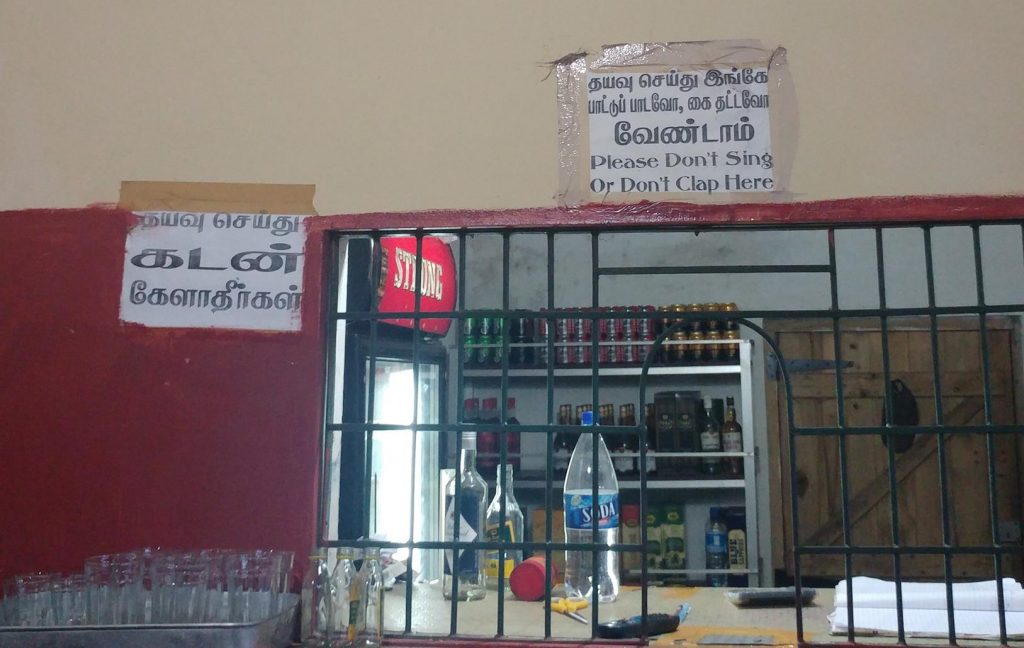 தயவு செய்து இங்கே
பாட்டுப் பாடவோ, கை தட்டவோ
வேண்டாம்
Please Don't Sing
Or Don't Clap Here
தயவு செய்து
கடன்
கேளாதீர்கள்
STRONG
SODA